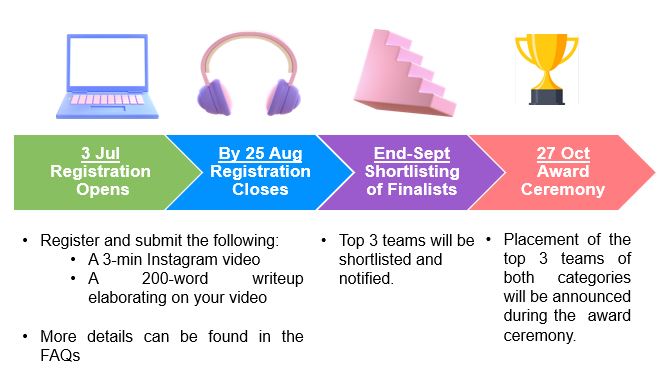 3 Jul
Registration
Opens
By 25 Aug
Registration
Closes
End-Sept
Shortlisting
of Finalists
27 Oct
Award
Ceremony
• Register and submit the following:
• A 3-min Instagram video
• A 200-word writeup
elaborating on your video
• More details can be found in the
FAQs
• Top 3 teams will be
shortlisted and
notified.
• Placement of the
top 3 teams of
both categories
will be announced
during the award
ceremony.